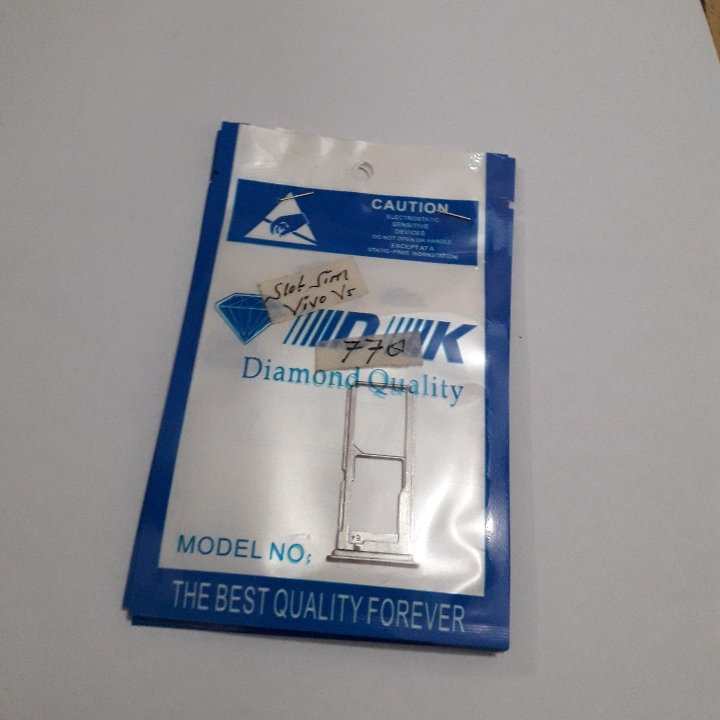 CAUTION
ELECTROSTATIC
SENSITIVE
DEVICES
DO NOT OPEN OR HANDLE
EXCEPT AT A
STATIC-FREE WORKSTATION
Slot Sim
Vivo V5
K
Diamond Quality
MODEL NO:
THE BEST QUALITY FOREVER